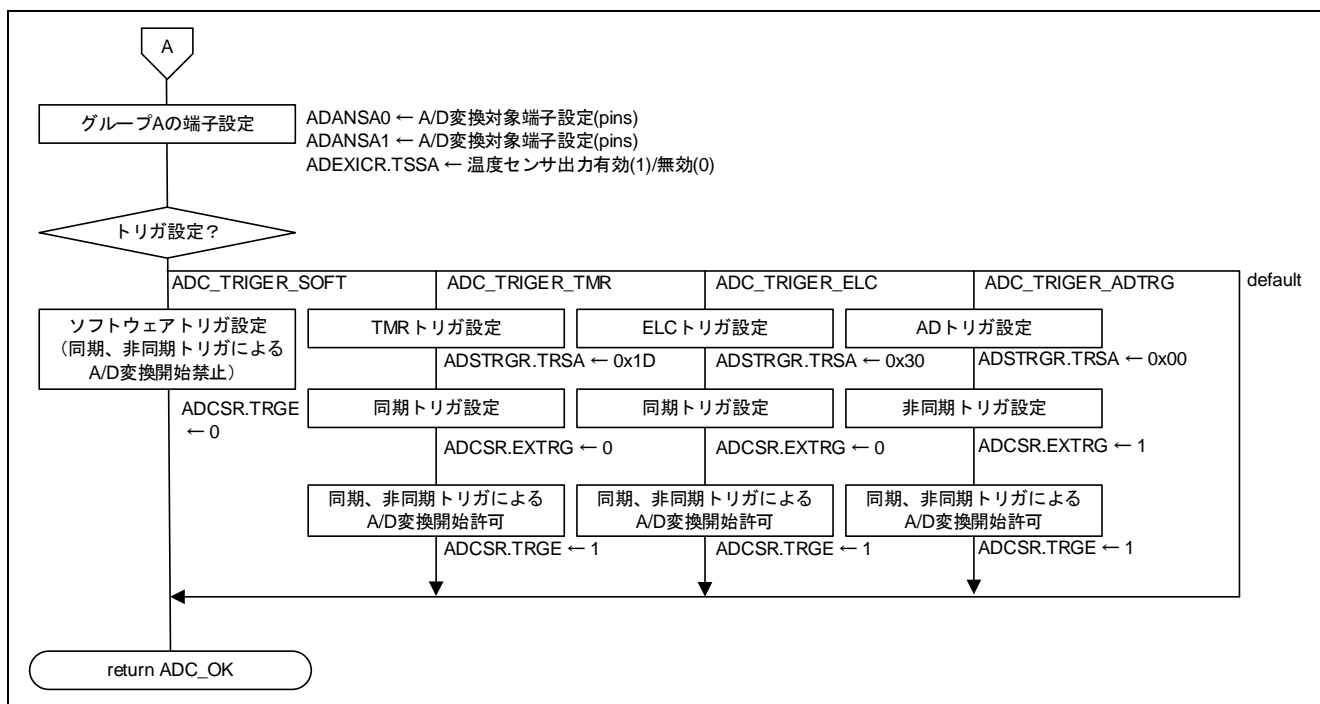 A
グループAの端子設定
ADANSA0 ← A/D変換対象端子設定(pins)
ADANSA1 ← A/D変換対象端子設定(pins)
ADEXICR.TSSA ← 温度センサ出力有効(1)/無効(0)
トリガ設定？
ADC_TRIGER_SOFT
ADC_TRIGER_TMR
ADC_TRIGER_ELC
ADC_TRIGER_ADTRG
default
ソフトウェアトリガ設定
（同期、非同期トリガによる
A/D変換開始禁止）
ADCSR.TRGE
← 0
TMRトリガ設定
ADSTRGR.TRSA ← 0x1D
同期トリガ設定
ADCSR.EXTRG ← 0
同期、非同期トリガによる
A/D変換開始許可
ADCSR.TRGE ← 1
ELCトリガ設定
ADSTRGR.TRSA ← 0x30
同期トリガ設定
ADCSR.EXTRG ← 0
同期、非同期トリガによる
A/D変換開始許可
ADCSR.TRGE ← 1
ADトリガ設定
ADSTRGR.TRSA ← 0x00
非同期トリガ設定
ADCSR.EXTRG ← 1
同期、非同期トリガによる
A/D変換開始許可
ADCSR.TRGE ← 1
return ADC_OK